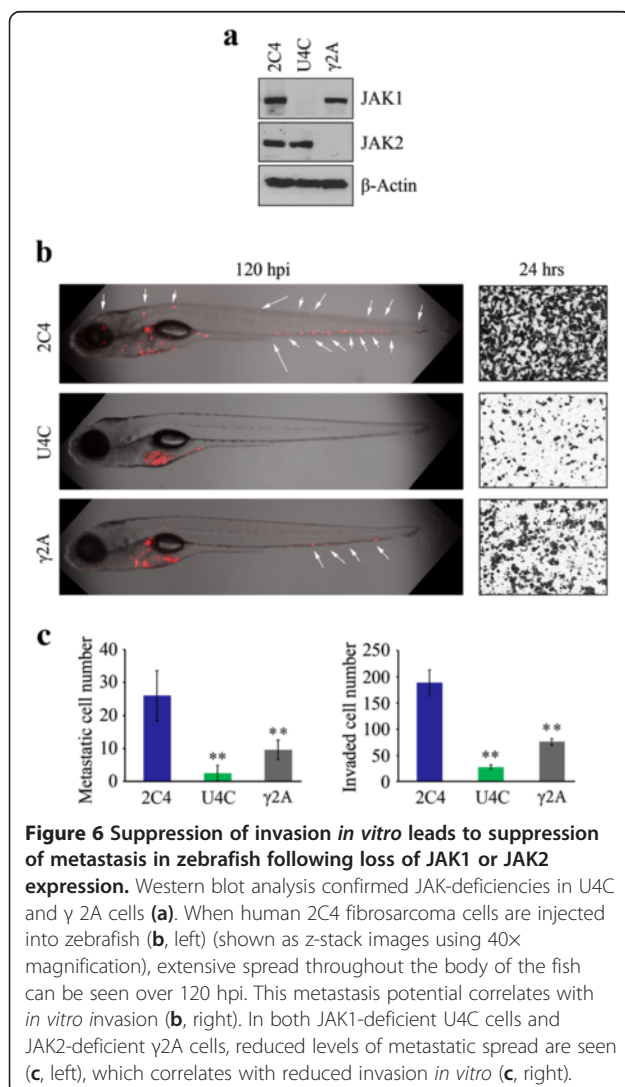 a
2C4 U4C γ2A
JAK1
JAK2
β-Actin
b
120 hpi 24 hrs
2C4
U4C
γ2A
c
Metastatic cell number
40
30
20
10
0
**
**
2C4 U4C γ2A
Invaded cell number
250
200
150
100
50
0
**
**
2C4 U4C γ2A
Figure 6 Suppression of invasion in vitro leads to suppression
of metastasis in zebrafish following loss of JAK1 or JAK2
expression. Western blot analysis confirmed JAK-deficiencies in U4C
and γ 2A cells (a). When human 2C4 fibrosarcoma cells are injected
into zebrafish (b, left) (shown as z-stack images using 40×
magnification), extensive spread throughout the body of the fish
can be seen over 120 hpi. This metastasis potential correlates with
in vitro invasion (b, right). In both JAK1-deficient U4C cells and
JAK2-deficient γ2A cells, reduced levels of metastatic spread are seen
(c, left), which correlates with reduced invasion in vitro (c, right).